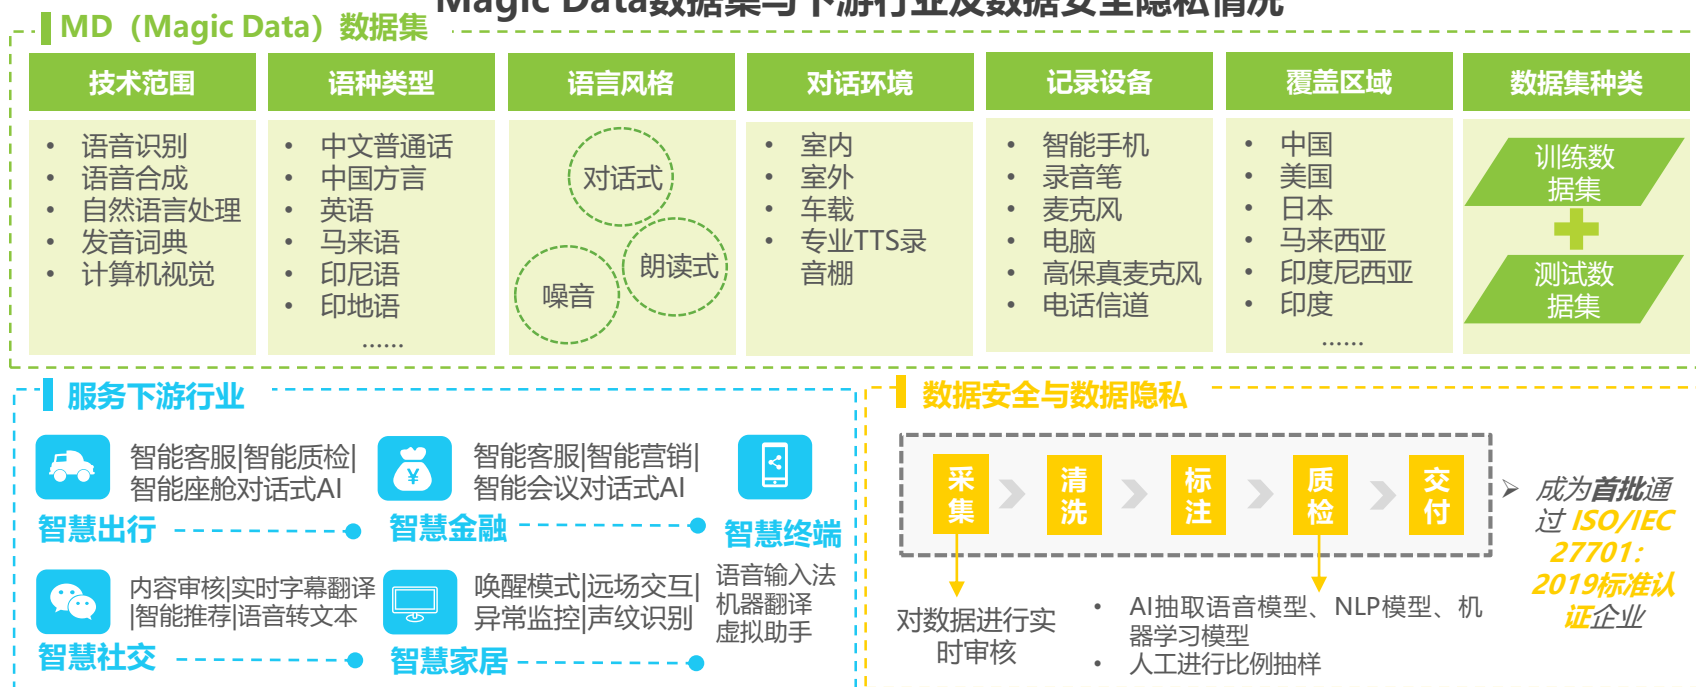 Magic Data数据集与下游行业及数据安全隐私情况
MD（Magic Data）数据集
技术范围
• 语音识别
• 语音合成
• 自然语言处理
• 发音词典
• 计算机视觉
语种类型
• 中文普通话
• 中国方言
• 英语
• 马来语
• 印尼语
• 印地语
……
语言风格
对话式
朗读式
噪音
对话环境
• 室内
• 室外
• 车载
• 专业TTS录
音棚
记录设备
• 智能手机
• 录音笔
• 麦克风
• 电脑
• 高保真麦克风
• 电话信道
覆盖区域
• 中国
• 美国
• 日本
• 马来西亚
• 印度尼西亚
• 印度
……
数据集种类
训练数
据集
测试数
据集
服务下游行业
智能客服|智能质检|
智能座舱对话式AI
智慧出行
¥
智能客服|智能营销|
智能会议对话式AI
智慧金融
智慧终端
语音输入法
机器翻译
虚拟助手
内容审核|实时字幕翻译
|智能推荐|语音转文本
智慧社交
唤醒模式|远场交互|
异常监控|声纹识别
智慧家居
数据安全与数据隐私
采
集
清
洗
标
注
质
检
交
付
对数据进行实
时审核
• AI抽取语音模型、NLP模型、机
器学习模型
• 人工进行比例抽样
➢ 成为首批通
过 ISO/IEC
27701：
2019标准认
证企业